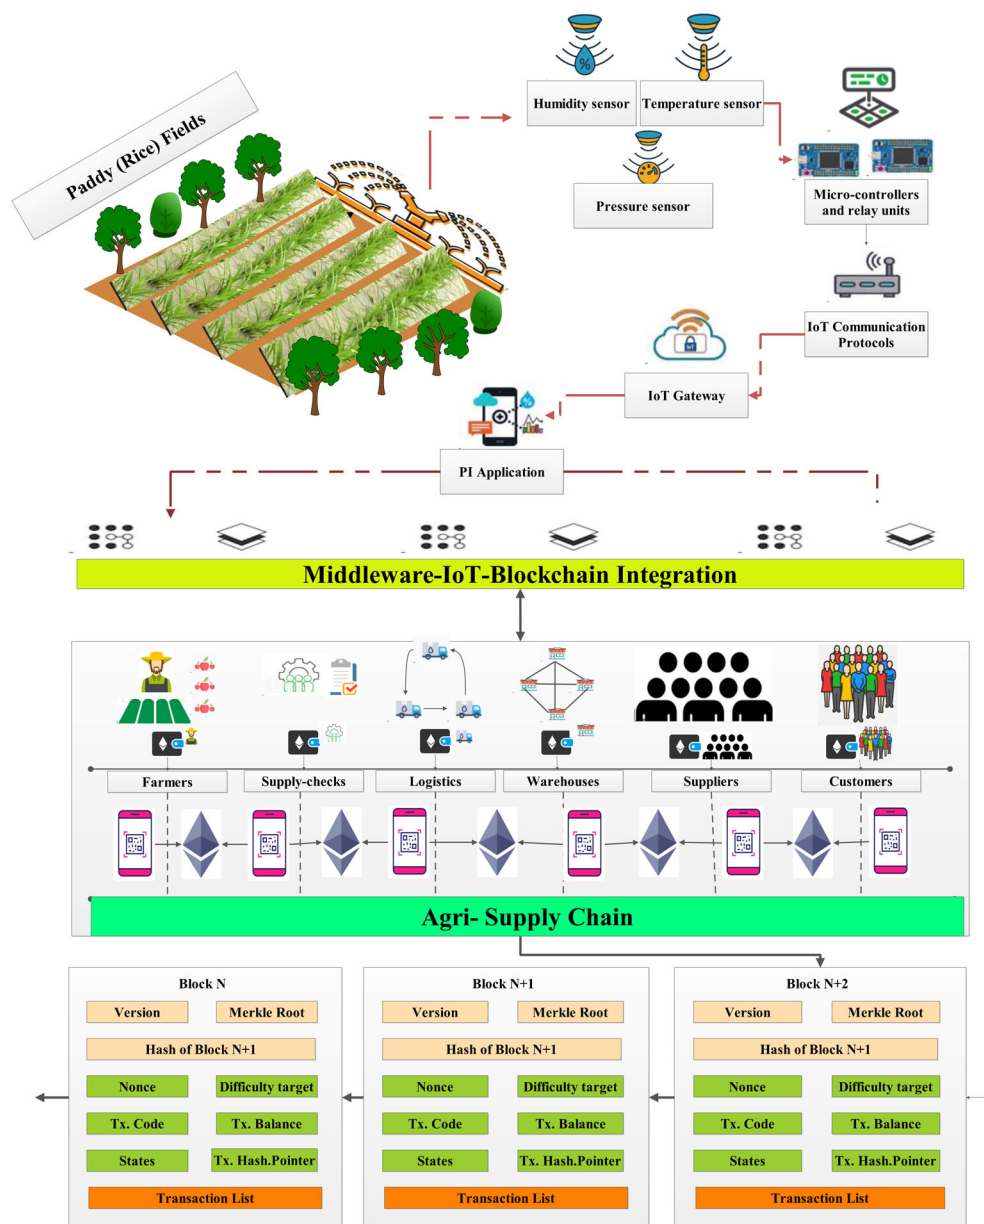 Paddy (Rice) Fields
%
Humidity sensor
Temperature sensor
Pressure sensor
Micro-controllers
and relay units
IoT Communication
Protocols
IoT
IoT Gateway
%
PI Application
Middleware-IoT-Blockchain Integration
Farmers
Supply-checks
Logistics
Warehouses
Suppliers
Customers
Agri- Supply Chain
Block N
Version
Merkle Root
Hash of Block N+1
Nonce
Difficulty target
Tx. Code
Tx. Balance
States
Tx. Hash.Pointer
Transaction List
Block N+1
Version
Merkle Root
Hash of Block N+1
Nonce
Difficulty target
Tx. Code
Tx. Balance
States
Tx. Hash.Pointer
Transaction List
Block N+2
Version
Merkle Root
Hash of Block N+1
Nonce
Difficulty target
Tx. Code
Tx. Balance
States
Tx. Hash.Pointer
Transaction List